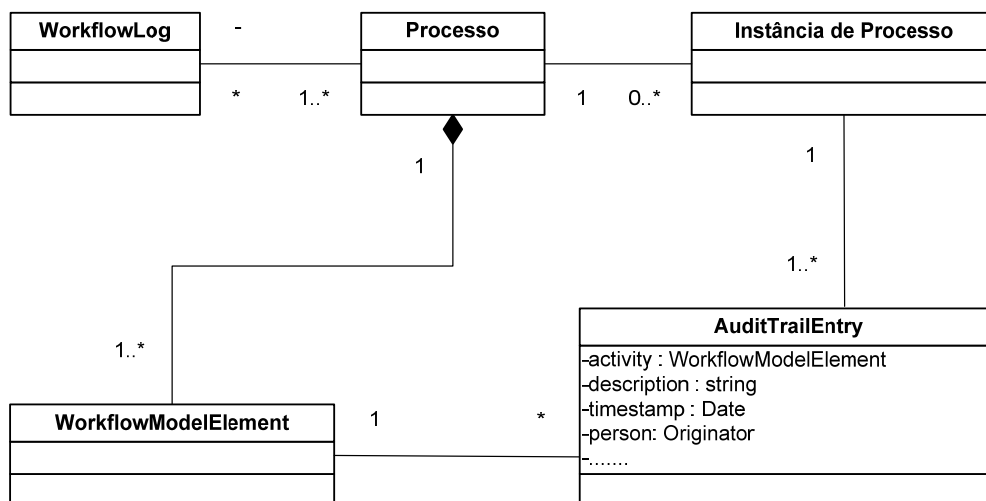 WorkflowLog - Processo Instância de Processo
* 1..* 1 0..*
1 1
1..*
AuditTrailEntry
-activity : WorkflowModelElement
1..*
-description : string
-timestamp : Date
WorkflowModelElement 1 * -person: Originator
-.......